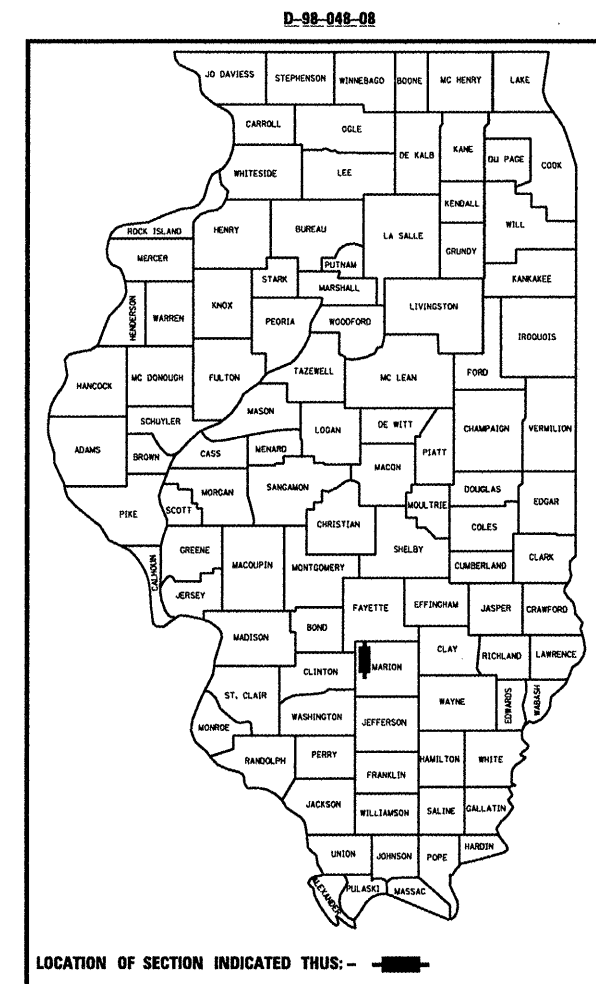 D-98-048-08
JO DAVIESS STEPHENSON WINNEBAGO BOONE MC HENRY LAKE
CARROLL OGLE DE KALB KANE DU PAGE COOK
WHITESIDE LEE KENDALL WILL
ROCK ISLAND HENRY BUREAU LA SALLE GRUNDY
MERCER PUTNAM KANKAKEE
HENDERSON WARREN KNOX STARK MARSHALL LIVINGSTON
PEORIA WOODFORD IROQUOIS
HANCOCK MC DONOUGH FULTON TAZEWELL MC LEAN FORD
SCHUYLER MASON LOGAN DE WITT CHAMPAIGN VERMILION
ADAMS BROWN CASS MENARD MACON PIATT
PIKE SCOTT MORGAN SANGAMON CHRISTIAN MOULTRIE DOUGLAS EDGAR
COLES
CALHOUN GREENE MACOUPIN MONTGOMERY SHELBY CUMBERLAND CLARK
JERSEY FAYETTE EFFINGHAM JASPER CRAWFORD
MADISON BOND CLAY RICHLAND LAWRENCE
CLINTON MARION
ST. CLAIR WAYNE EDWARDS WABASH
MONROE WASHINGTON JEFFERSON
RANDOLPH PERRY FRANKLIN HAMILTON WHITE
JACKSON WILLIAMSON SALINE GALLATIN
UNION JOHNSON POPE HARDIN
ALEXANDER PULASKI MASSAC
LOCATION OF SECTION INDICATED THUS: -